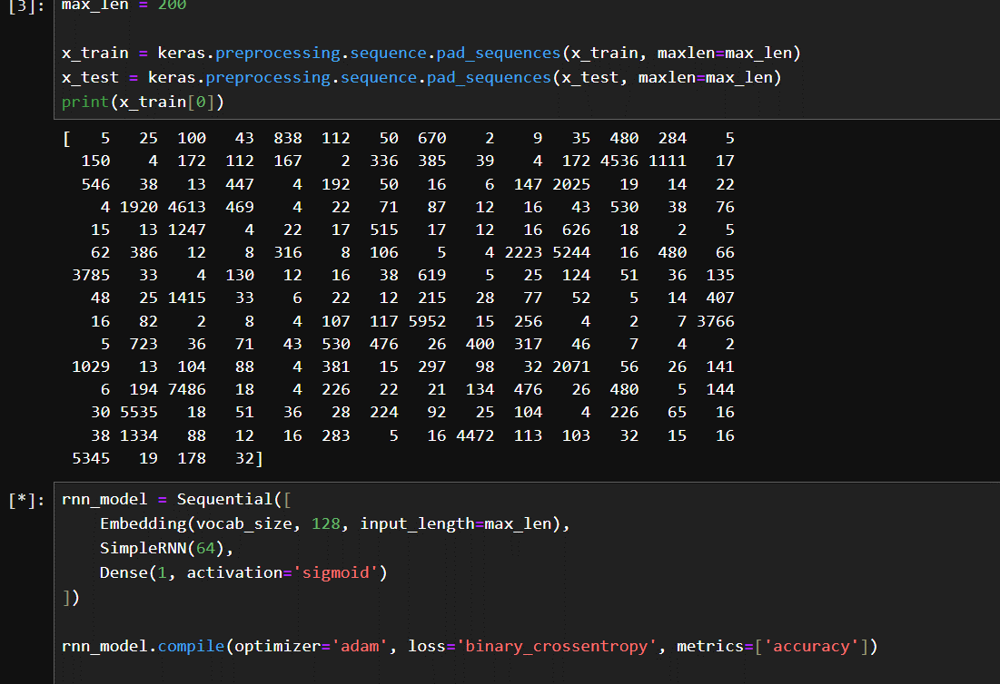 [3]: max_len = 200
x_train = keras.preprocessing.sequence.pad_sequences(x_train, maxlen=max_len)
x_test = keras.preprocessing.sequence.pad_sequences(x_test, maxlen=max_len)
print(x_train[0])
[   5   25  100   43  838  112   50  670    2    9   35  480  284    5
  150    4  172  112  167    2  336  385   39    4  172 4536 1111   17
  546   38   13  447    4  192   50   16    6  147 2025   19   14   22
    4 1920 4613  469    4   22   71   87   12   16   43  530   38   76
   15   13 1247    4   22   17  515   17   12   16  626   18    2    5
   62  386   12    8  316    8  106    5    4 2223 5244   16  480   66
 3785   33    4  130   12   16   38  619    5   25  124   51   36  135
   48   25 1415   33    6   22   12  215   28   77   52    5   14  407
   16   82    2    8    4  107  117 5952   15  256    4    2    7 3766
    5  723   36   71   43  530  476   26  400  317   46    7    4    2
 1029   13  104   88    4  381   15  297   98   32 2071   56   26  141
    6  194 7486   18    4  226   22   21  134  476   26  480    5  144
   30 5535   18   51   36   28  224   92   25  104    4  226   65   16
   38 1334   88   12   16  283    5   16 4472  113  103   32   15   16
 5345   19  178   32]
[*]: rnn_model = Sequential([
    Embedding(vocab_size, 128, input_length=max_len),
    SimpleRNN(64),
    Dense(1, activation='sigmoid')
])
rnn_model.compile(optimizer='adam', loss='binary_crossentropy', metrics=['accuracy'])